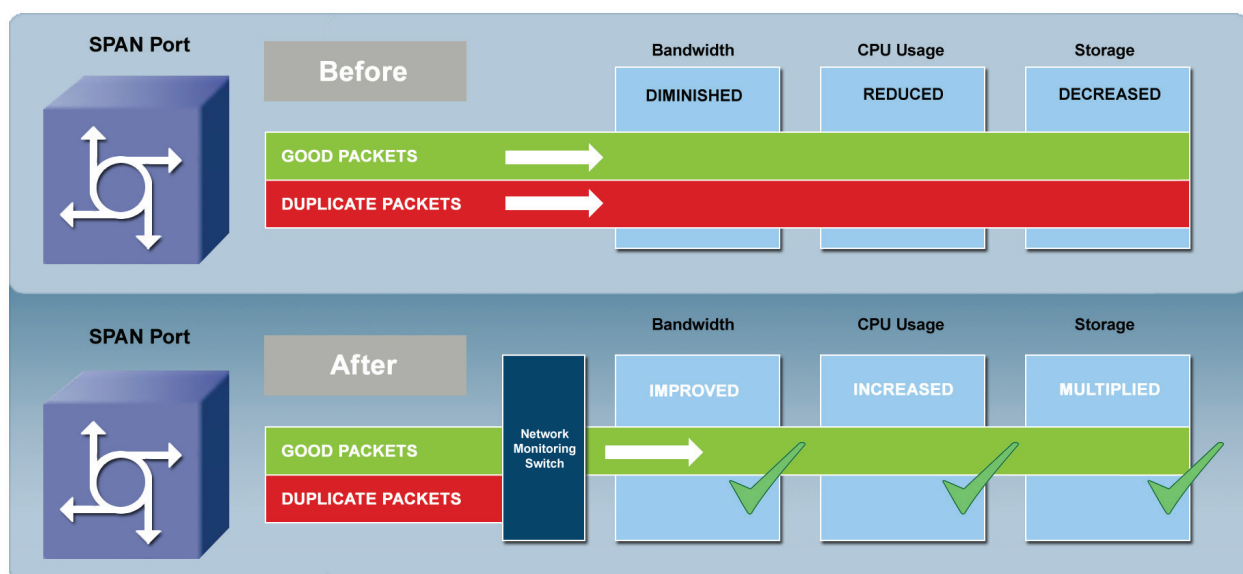 SPAN Port
Before
Bandwidth
CPU Usage
Storage
DIMINISHED
REDUCED
DECREASED
GOOD PACKETS
DUPLICATE PACKETS
SPAN Port
After
Bandwidth
CPU Usage
Storage
IMPROVED
INCREASED
MULTIPLIED
GOOD PACKETS
Network
Monitoring
Switch
DUPLICATE PACKETS